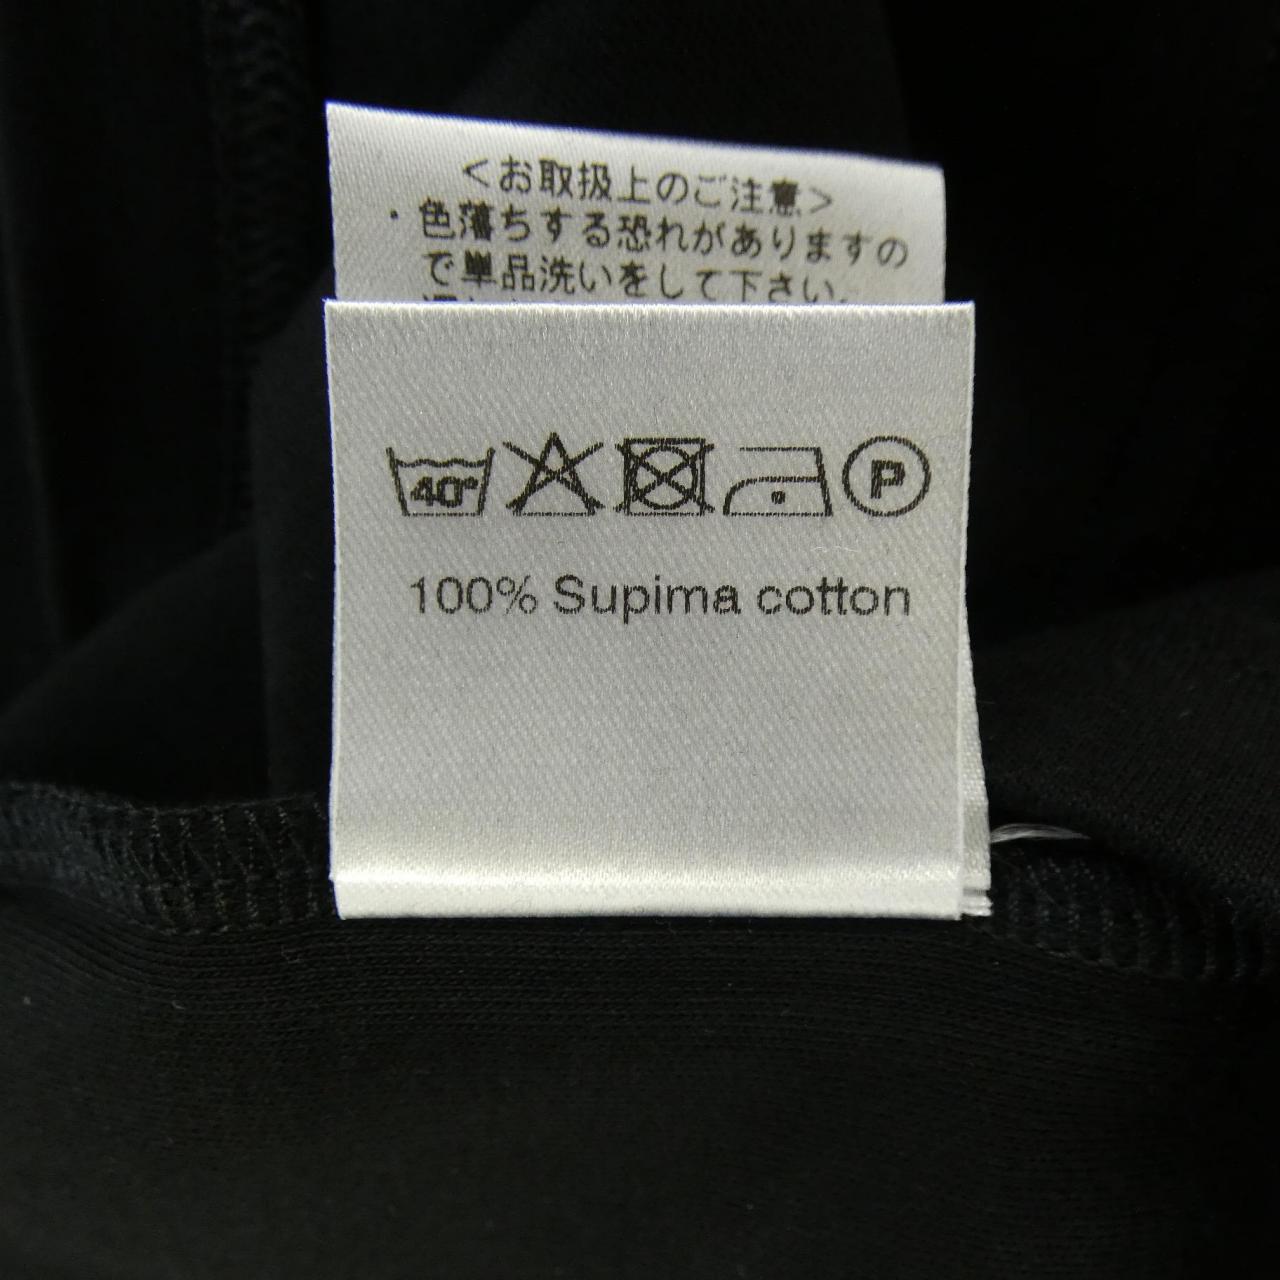 <お取扱上のご注意>
・色落ちする恐れがありますの
で単品洗いをして下さい。
40°
P
100% Supima cotton